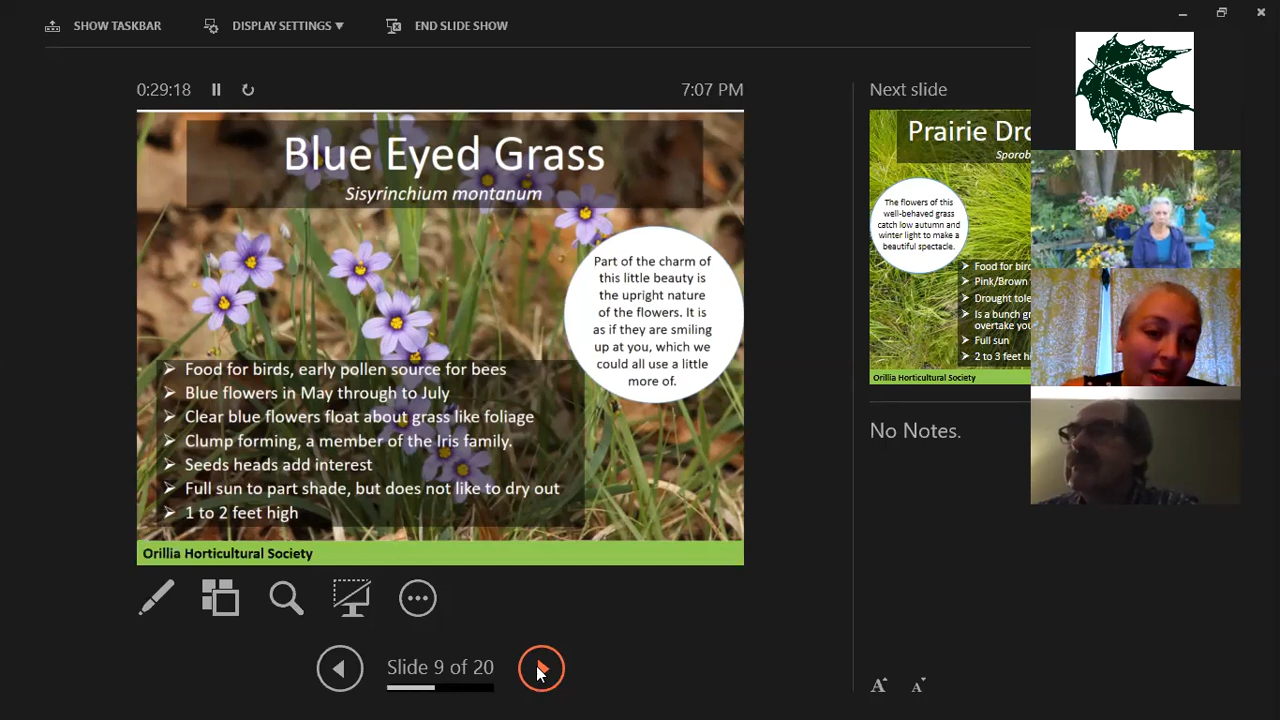 SHOW TASKBAR
DISPLAY SETTINGS ▼
END SLIDE SHOW
0:29:18
7:07 PM
Blue Eyed Grass
Sisyrinchium montanum
Part of the charm of
this little beauty is
the upright nature
of the flowers. It is
as if they are smiling
up at you, which we
could all use a little
more of.
Food for birds, early pollen source for bees
Blue flowers in May through to July
Clear blue flowers float about grass like foliage
Clump forming, a member of the Iris family.
Seeds heads add interest
Full sun to part shade, but does not like to dry out
1 to 2 feet high
Orillia Horticultural Society
Slide 9 of 20
Next slide
Prairie
The flowers of this
well-behaved grass
catch low autumn and
winter light to make a
beautiful spectacle.
Food for
Pink/Brown
Drought
Is a bunch
overtake
Full sun
2 to 3 feet
Orillia Horticultural Society
No Notes.
A A